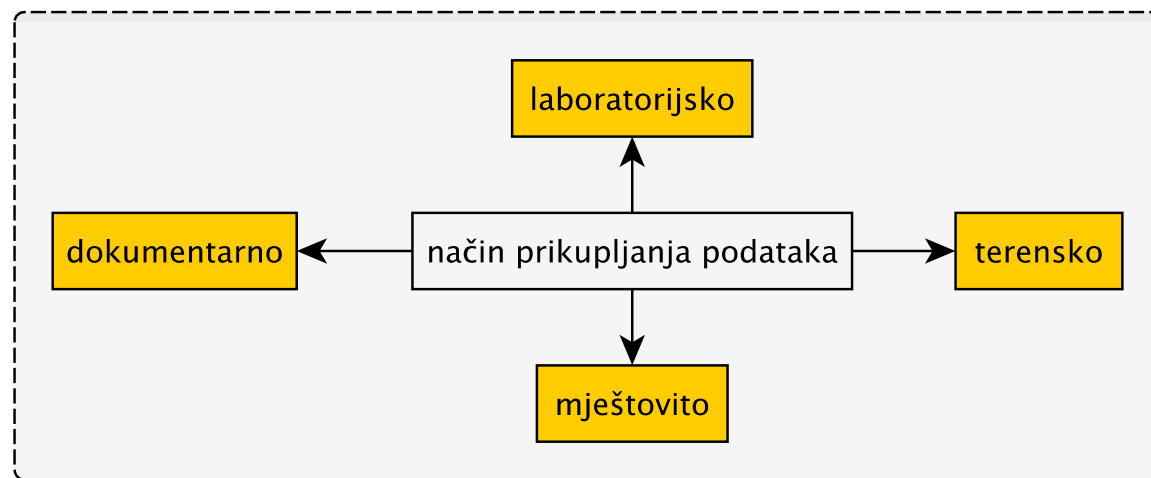 laboratorijsko
dokumentarno
način prikupljanja podataka
terensko
mještovito